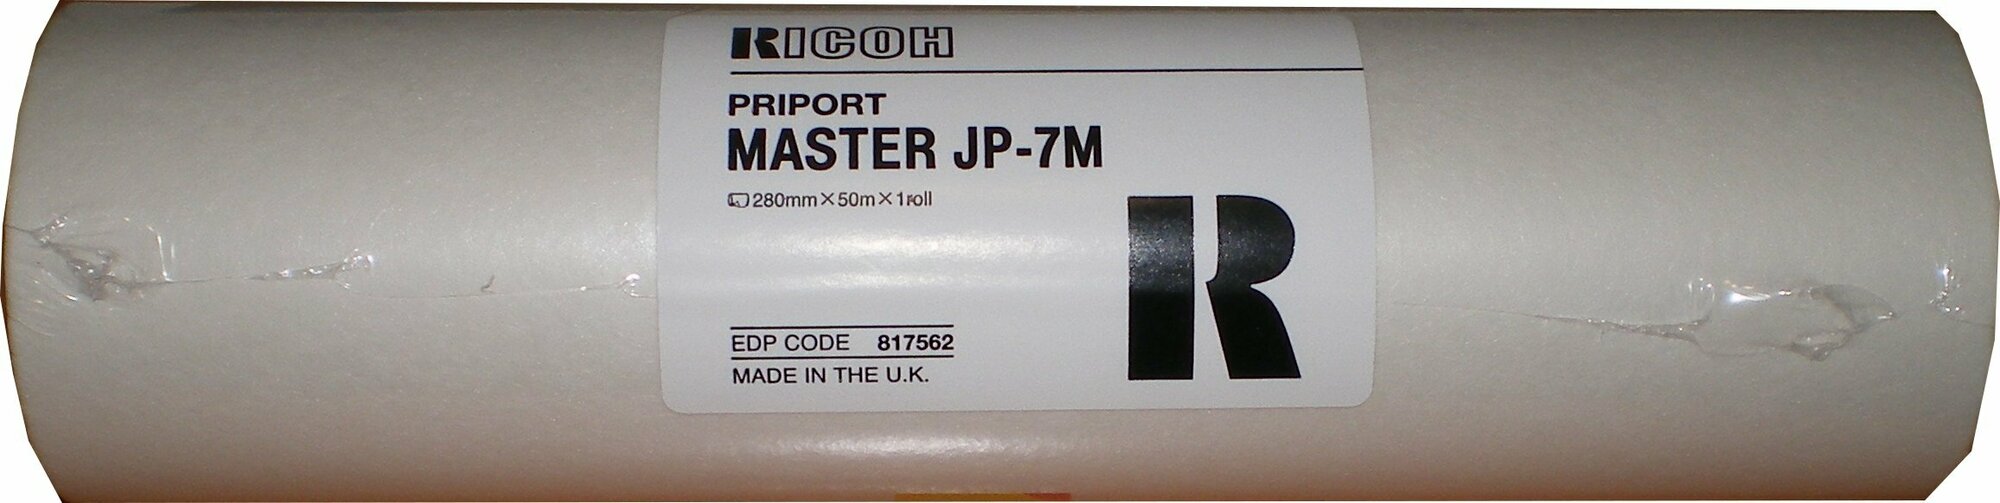 RICOH
PRIPORT
MASTER JP-7M
280mm×50m×1roll
EDP CODE 817562
MADE IN THE U.K.
R